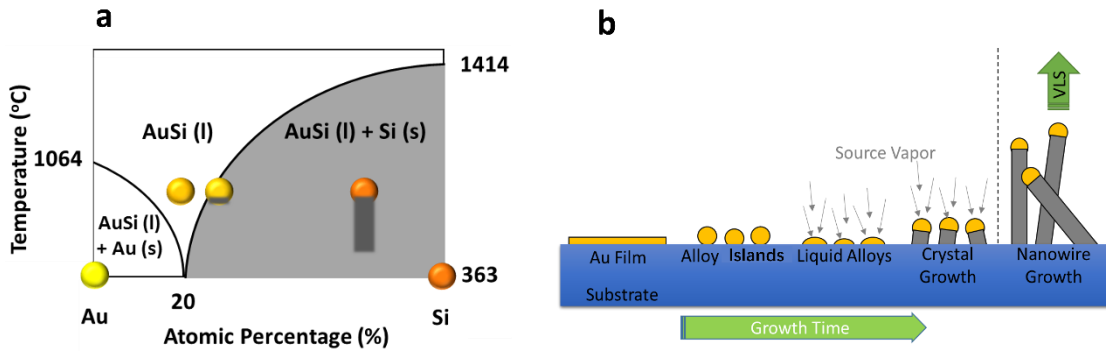 a
Temperature (°C)
1414
1064
363
AuSi (l)
AuSi (l) + Si (s)
AuSi (l)
+ Au (s)
20
Au
Si
Atomic Percentage (%)
b
VLS
Source Vapor
Au Film
Alloy Islands
Liquid Alloys
Crystal
Growth
Nanowire
Growth
Substrate
Growth Time